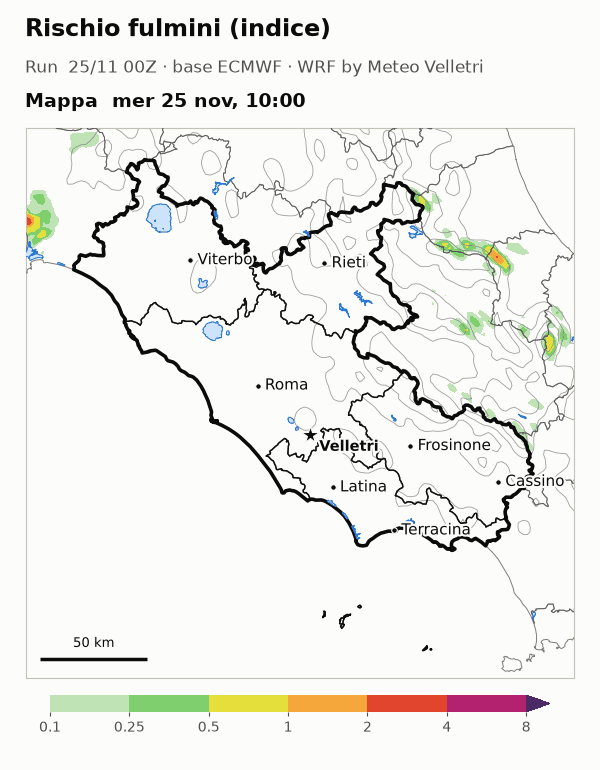 Rischio fulmini (indice)
Run  25/11 00Z · base ECMWF · WRF by Meteo Velletri
Mappa  mer 25 nov, 10:00
Viterbo
Rieti
Roma
Velletri
Frosinone
Latina
Cassino
Terracina
50 km
0.1 0.25 0.5 1 2 4 8